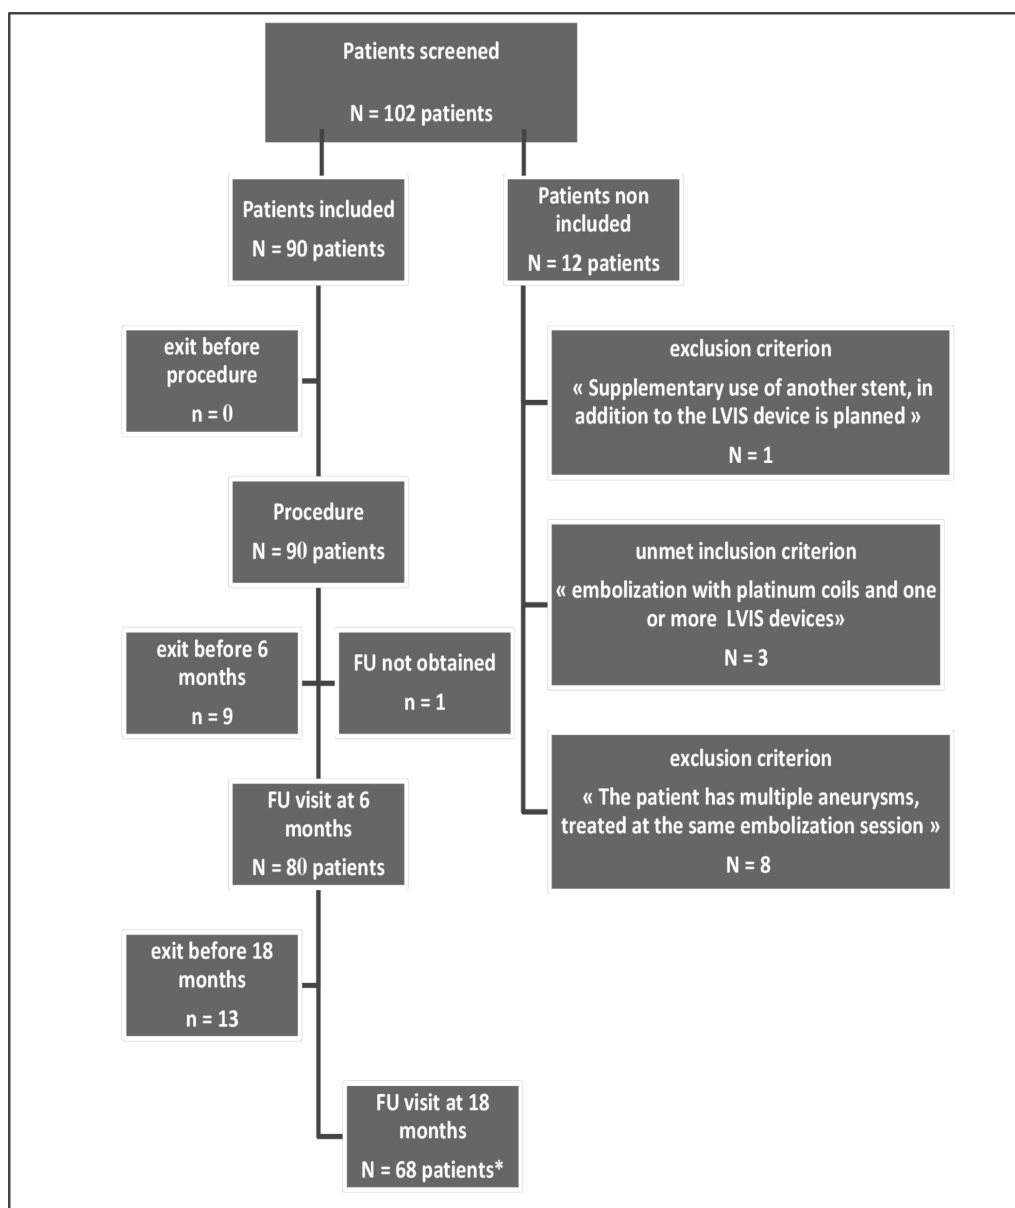 Patients screened
N = 102 patients
Patients included
N = 90 patients
Patients non
included
N = 12 patients
exit before
procedure
n = 0
exclusion criterion
« Supplementary use of another stent, in
addition to the LVIS device is planned »
N = 1
Procedure
N = 90 patients
unmet inclusion criterion
« embolization with platinum coils and one
or more LVIS devices»
N = 3
exit before 6
months
n = 9
FU not obtained
n = 1
exclusion criterion
« The patient has multiple aneurysms,
treated at the same embolization session »
N = 8
FU visit at 6
months
N = 80 patients
exit before 18
months
n = 13
FU visit at 18
months
N = 68 patients*